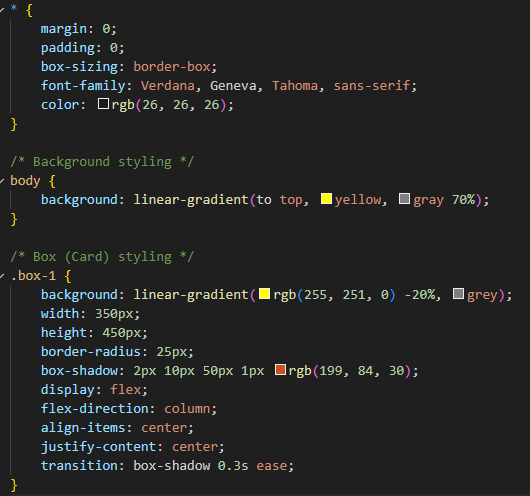 * {
    margin: 0;
    padding: 0;
    box-sizing: border-box;
    font-family: Verdana, Geneva, Tahoma, sans-serif;
    color: rgb(26, 26, 26);
}

/* Background styling */
body {
    background: linear-gradient(to top, yellow, gray 70%);
}

/* Box (Card) styling */
.box-1 {
    background: linear-gradient(rgb(255, 251, 0) -20%, grey);
    width: 350px;
    height: 450px;
    border-radius: 25px;
    box-shadow: 2px 10px 50px 1px rgb(199, 84, 30);
    display: flex;
    flex-direction: column;
    align-items: center;
    justify-content: center;
    transition: box-shadow 0.3s ease;
}